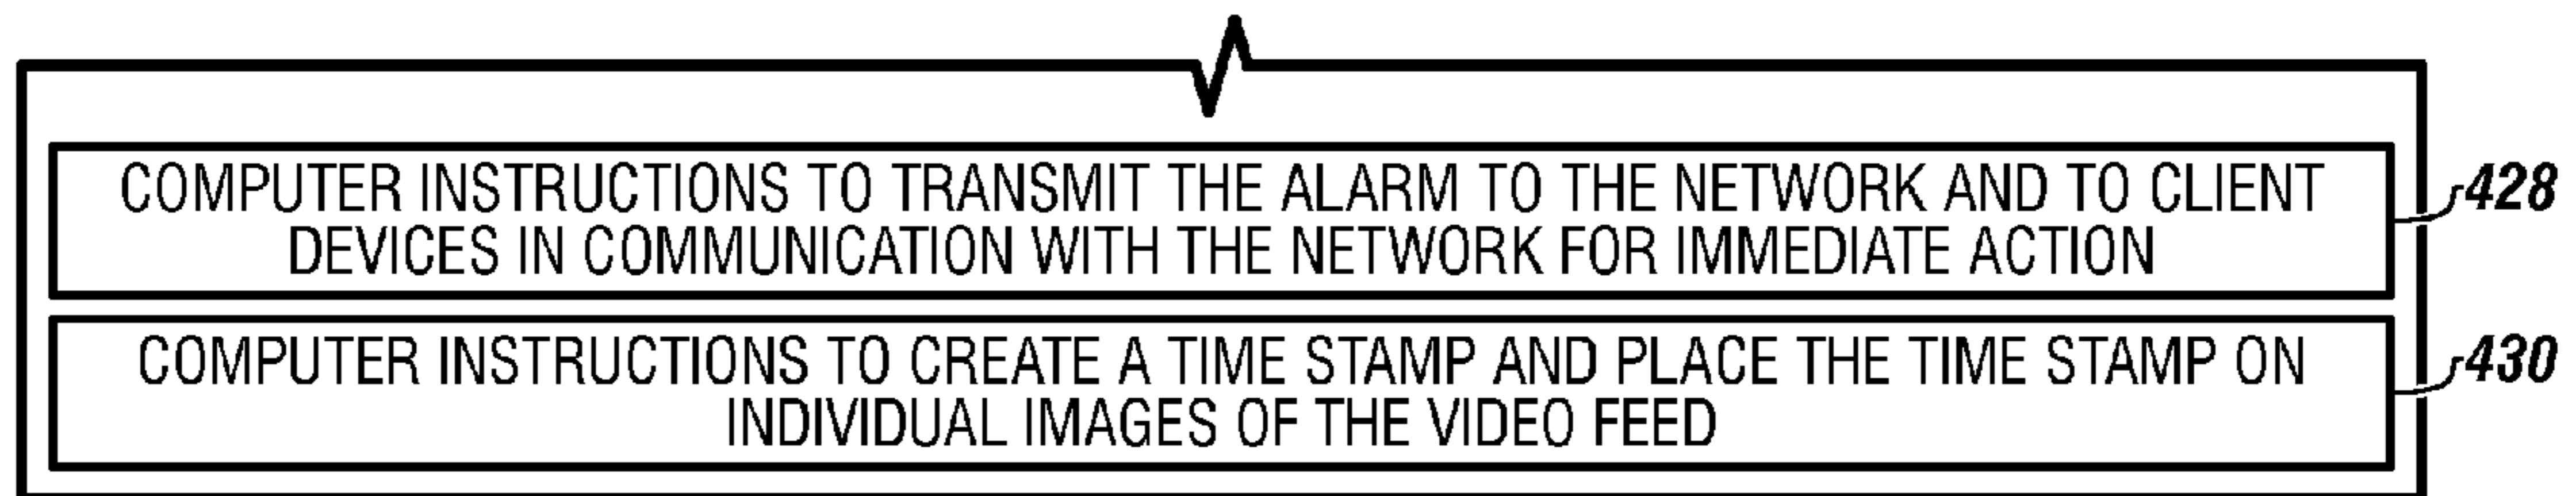 COMPUTER INSTRUCTIONS TO TRANSMIT THE ALARM TO THE NETWORK AND TO CLIENT
DEVICES IN COMMUNICATION WITH THE NETWORK FOR IMMEDIATE ACTION
428
COMPUTER INSTRUCTIONS TO CREATE A TIME STAMP AND PLACE THE TIME STAMP ON
INDIVIDUAL IMAGES OF THE VIDEO FEED
430